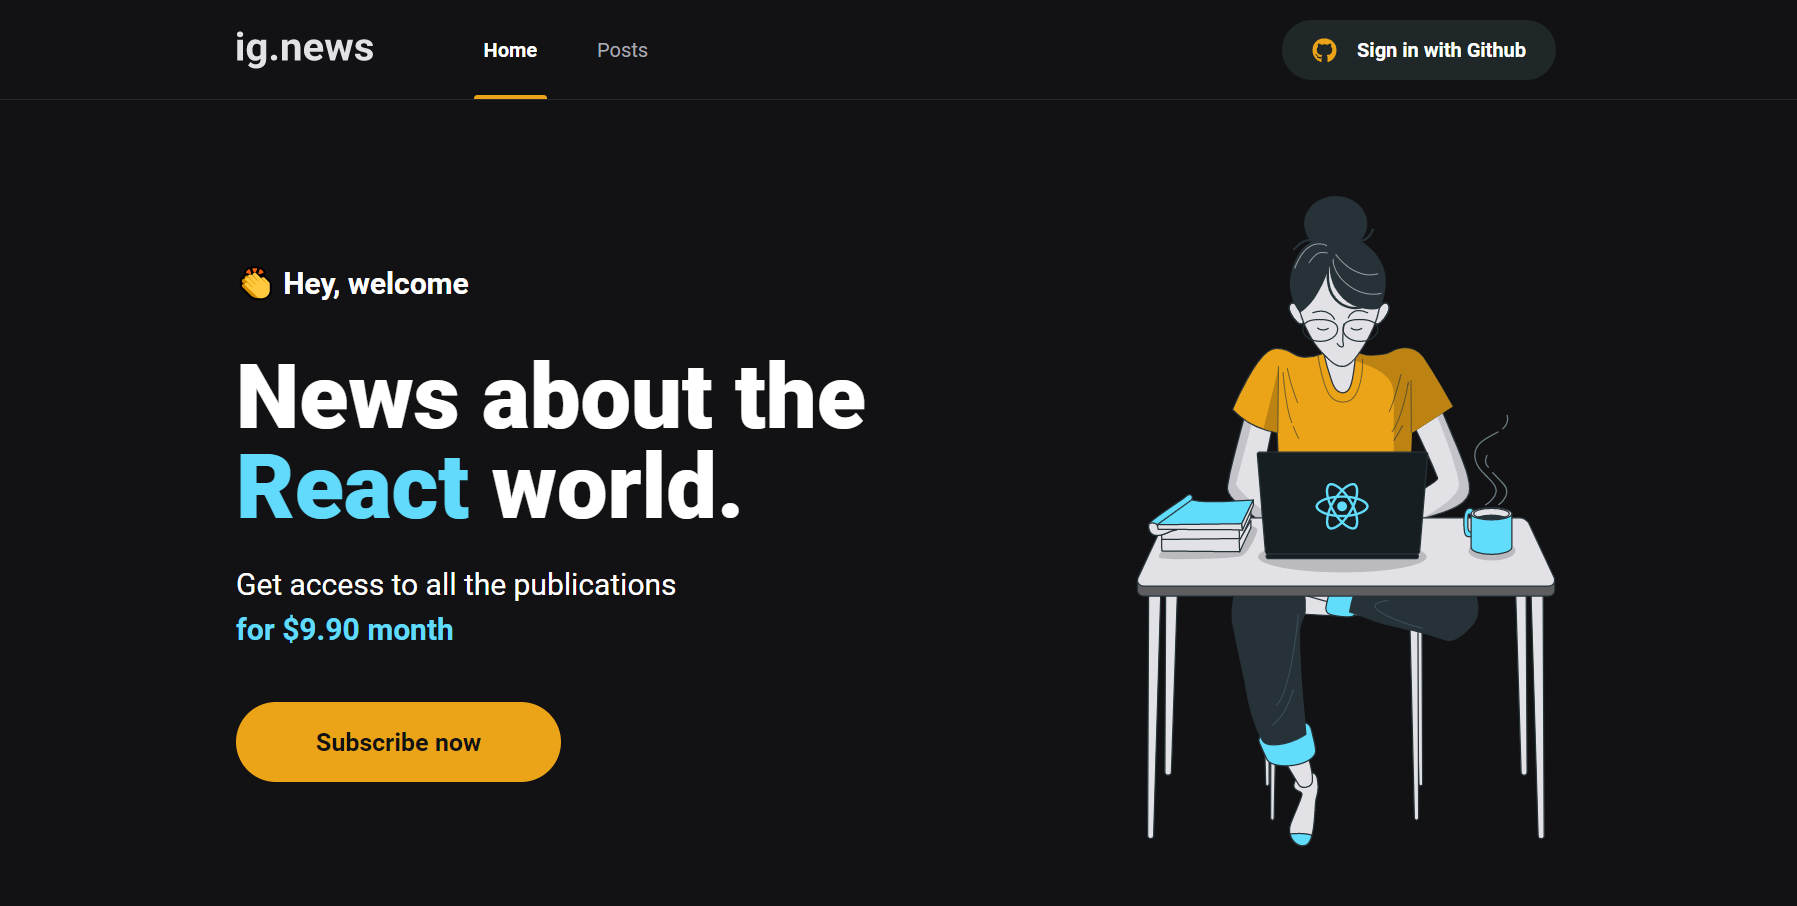 ig.news
Home
Posts
Sign in with Github
👏 Hey, welcome
News about the
React world.
Get access to all the publications
for $9.90 month
Subscribe now